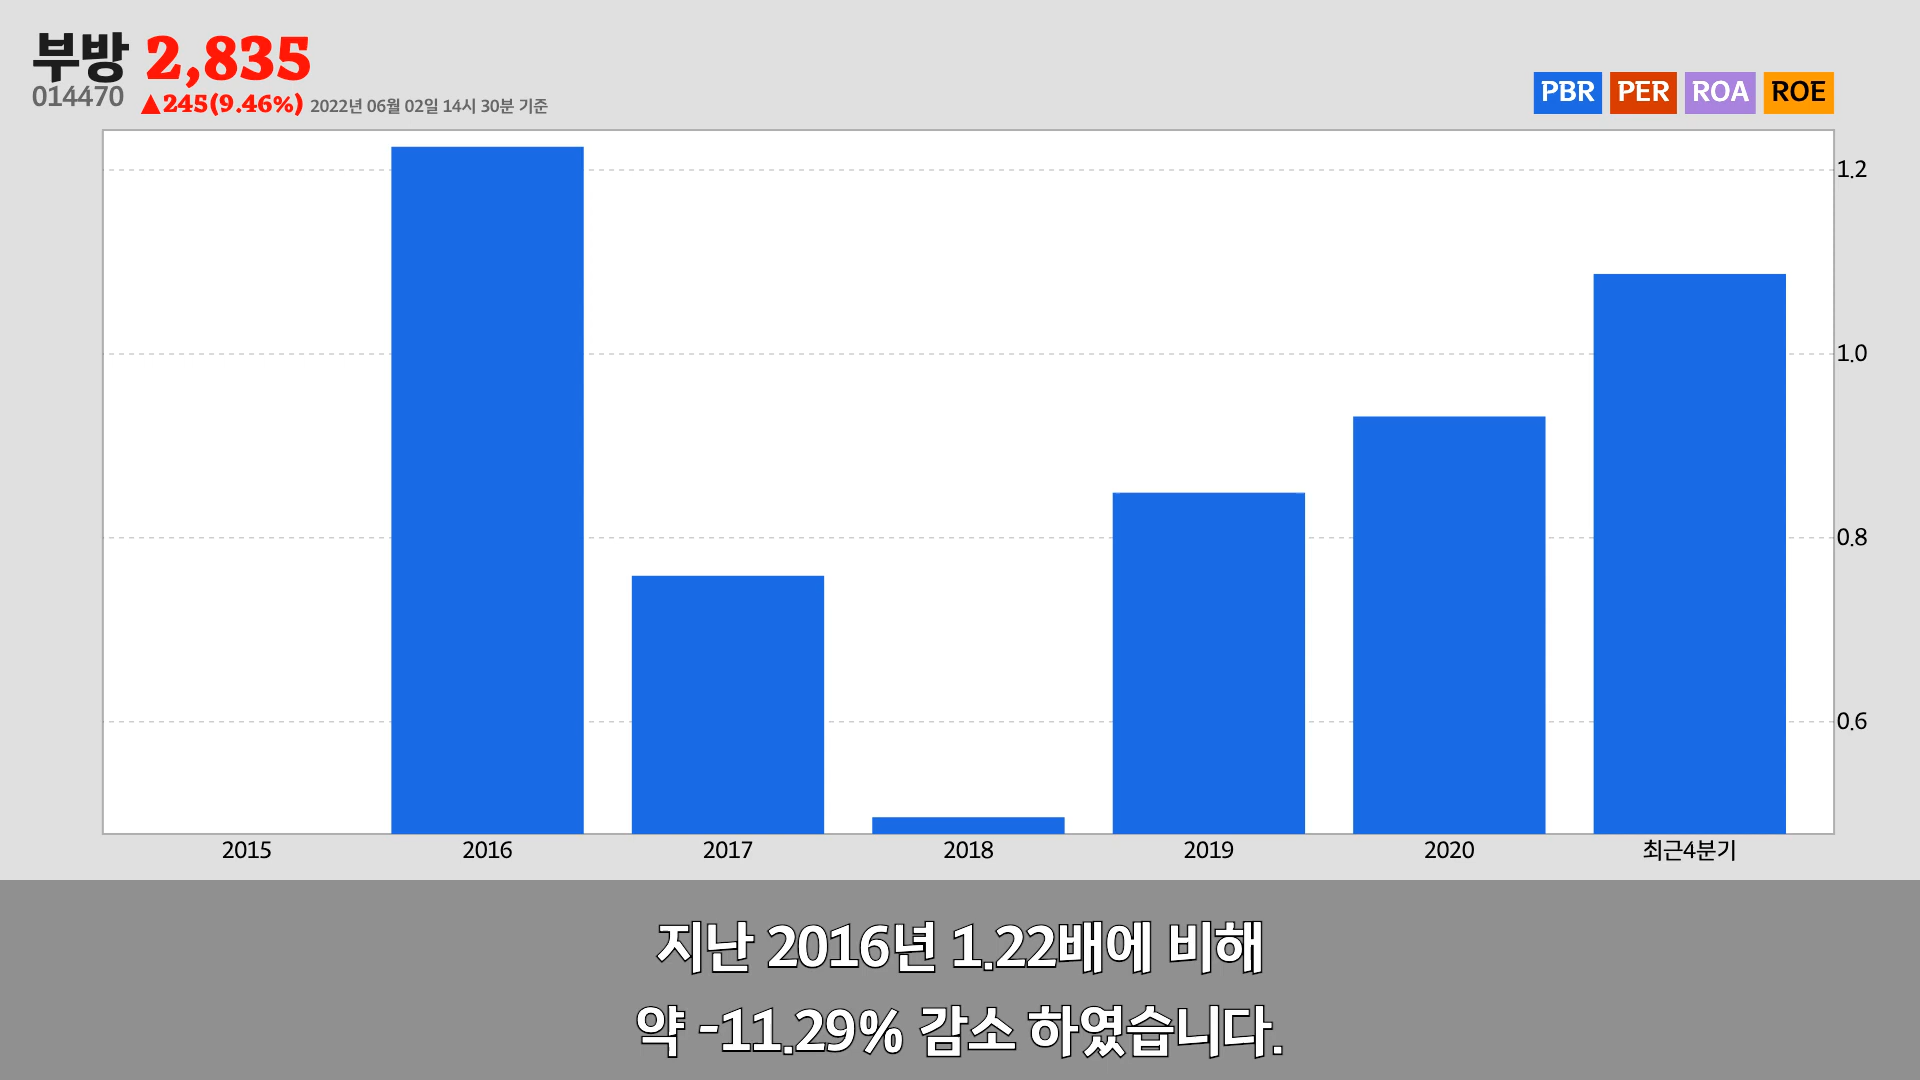 부방 2,835
014470 ▲245(9.46%) 2022년 06월 02일 14시 30분 기준
PBR PER ROA ROE
1.2
1.0
0.8
0.6
2015 2016 2017 2018 2019 2020 최근4분기
지난 2016년 1.22배에 비해
약 -11.29% 감소 하였습니다.